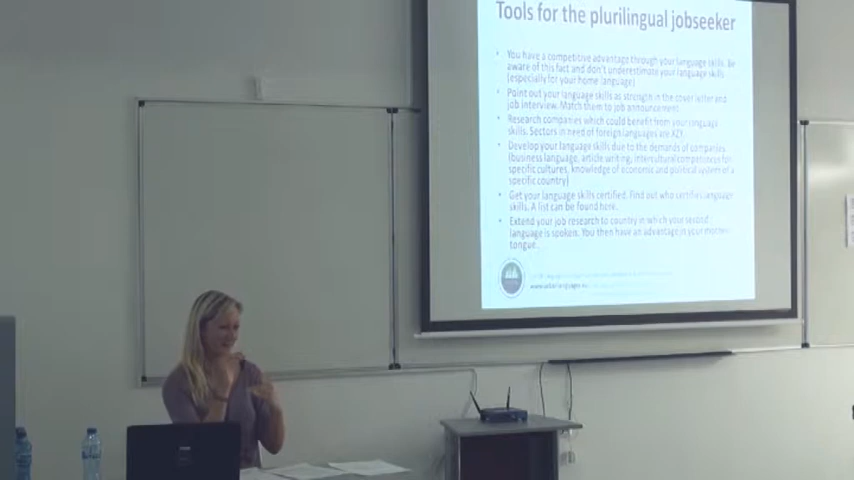 Tools for the plurilingual jobseeker
• You have a competitive advantage through your language skills. Be
aware of this fact and don't underestimate your language skills
(especially for your home language)
• Point out your language skills as strength in the cover letter and
job interview. Match them to job announcement.
• Research companies which could benefit from your language
skills. Sectors in need of foreign languages are XZY.
• Develop your language skills due to the demands of companies
(business language, article writing, intercultural competences for
specific cultures, knowledge of economic and political system of a
specific country)
• Get your language skills certified. Find out who certifies language
skills. A list can be found here.
• Extend your job research to country in which your second
language is spoken. You then have an advantage in your mother
tongue.